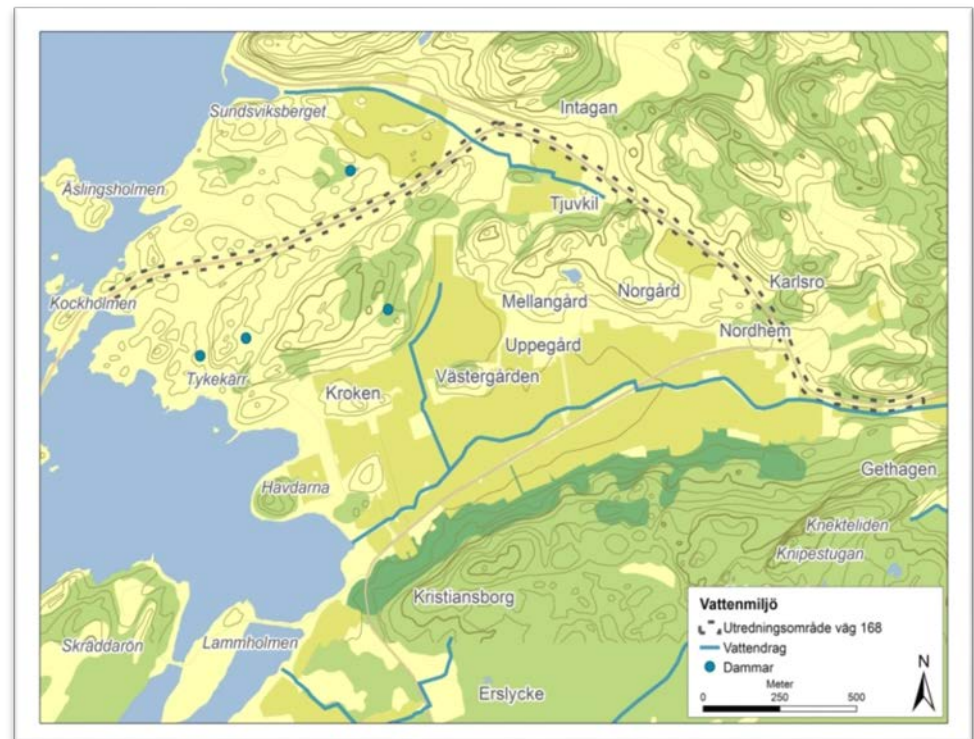 Intagan
Sundsviksberget
Åslingsholmen
Tjuvkil
Karlsro
Kockholmen
Mellangård
Norgård
Nordhem
Uppegård
Västergården
Tykekärr
Kroken
Gethagen
Havdarna
Knekteliden
Knipestugan
Kristiansborg
Skräddarön
Lammholmen
Erslycke
Vattenmiljö
Utredningsområde väg 168
Vattendrag
Dammar
Meter
0 250 500
N